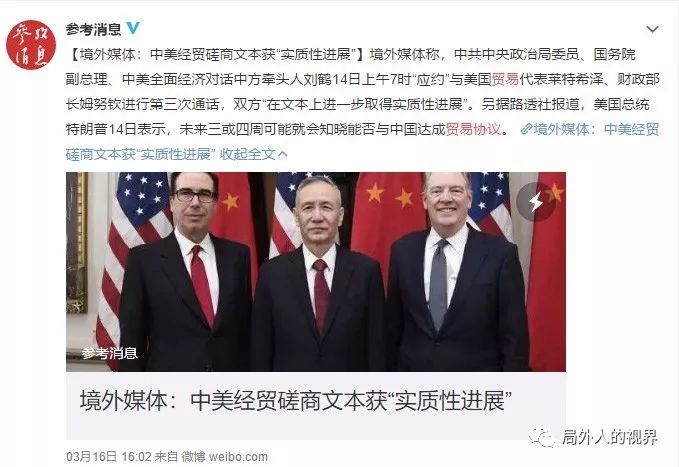 参考消息
參攷
消息
【境外媒体：中美经贸磋商文本获“实质性进展”】境外媒体称，中共中央政治局委员、国务院
副总理、中美全面经济对话中方牵头人刘鹤14日上午7时“应约”与美国贸易代表莱特希泽、财政部
长姆努钦进行第三次通话，双方“在文本上进一步取得实质性进展”。另据路透社报道，美国总统
特朗普14日表示，未来三或四周可能就会知晓能否与中国达成贸易协议。 境外媒体：中美经贸
磋商文本获“实质性进展” 收起全文
参考消息
境外媒体：中美经贸磋商文本获“实质性进展”
局外人的视界
03月16日 16:02 来自 微博 weibo.com